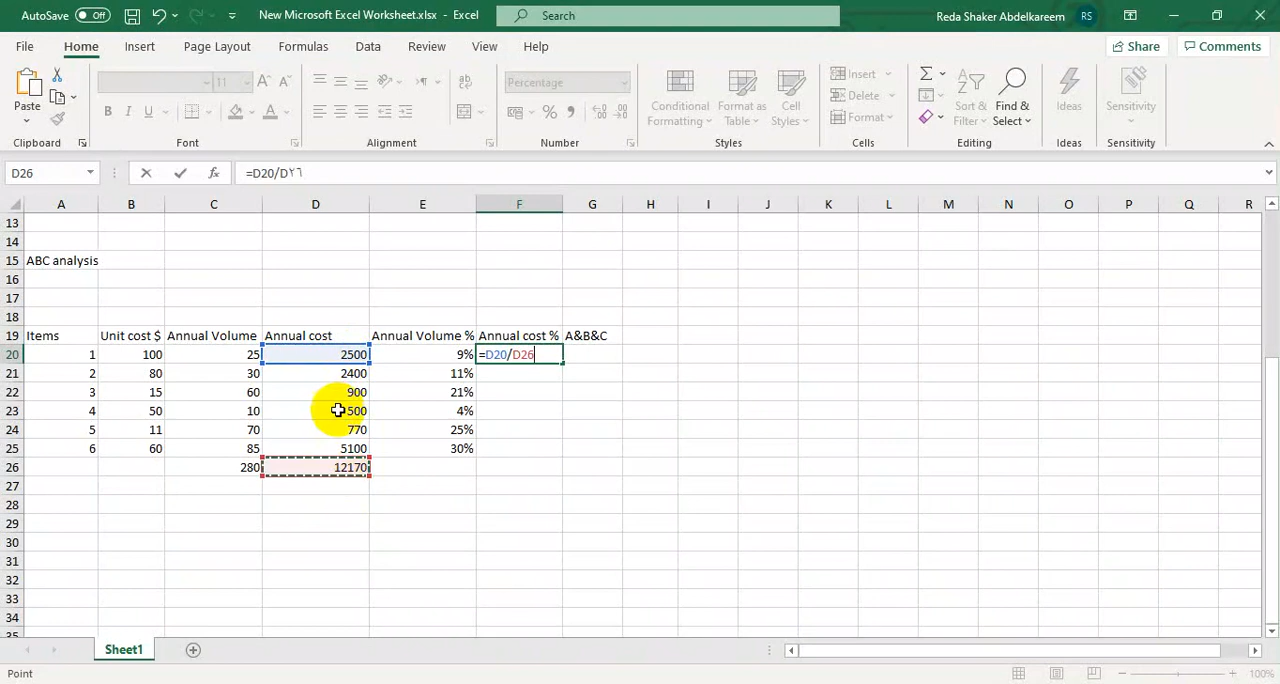 AutoSave Off New Microsoft Excel Worksheet.xlsx - Excel Search Reda Shaker Abdelkareem RS
File Home Insert Page Layout Formulas Data Review View Help Share Comments
11 Percentage Insert
Paste B I U Conditional Formatting Format as Table Cell Styles Delete Sort & Filter Find & Select Ideas Sensitivity
Format
Clipboard Font Alignment Number Styles Cells Editing Ideas Sensitivity
D26 fx =D20/D٢٦
A B C D E F G H I J K L M N O P Q R
13
14
15 ABC analysis
16
17
18
19 Items Unit cost $ Annual Volume Annual cost Annual Volume % Annual cost % A&B&C
20 1 100 25 2500 9% =D20/D26
21 2 80 30 2400 11%
22 3 15 60 900 21%
23 4 50 10 500 4%
24 5 11 70 770 25%
25 6 60 85 5100 30%
26 280 12170
27
28
29
30
31
32
33
34
35
Sheet1
Point 100%